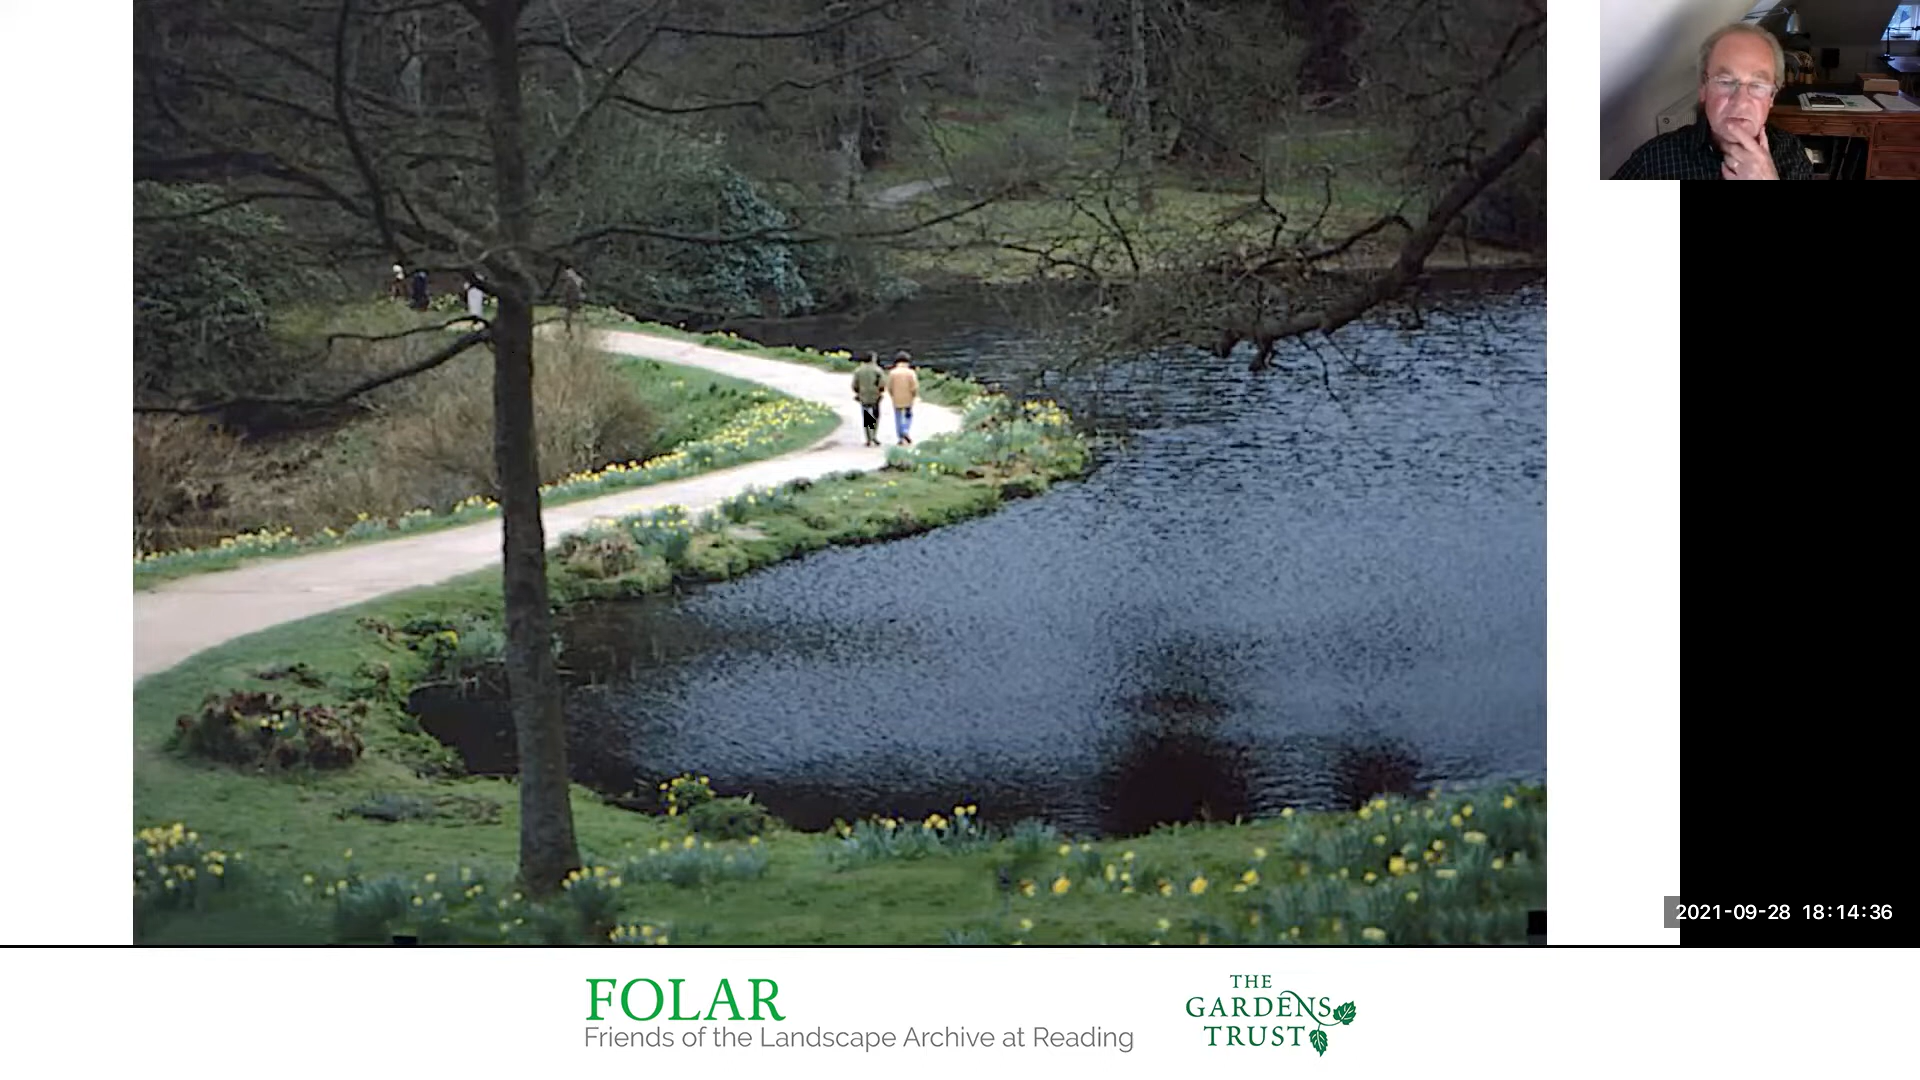 2021-09-28 18:14:36
FOLAR
Friends of the Landscape Archive at Reading
THE
GARDENS
TRUST